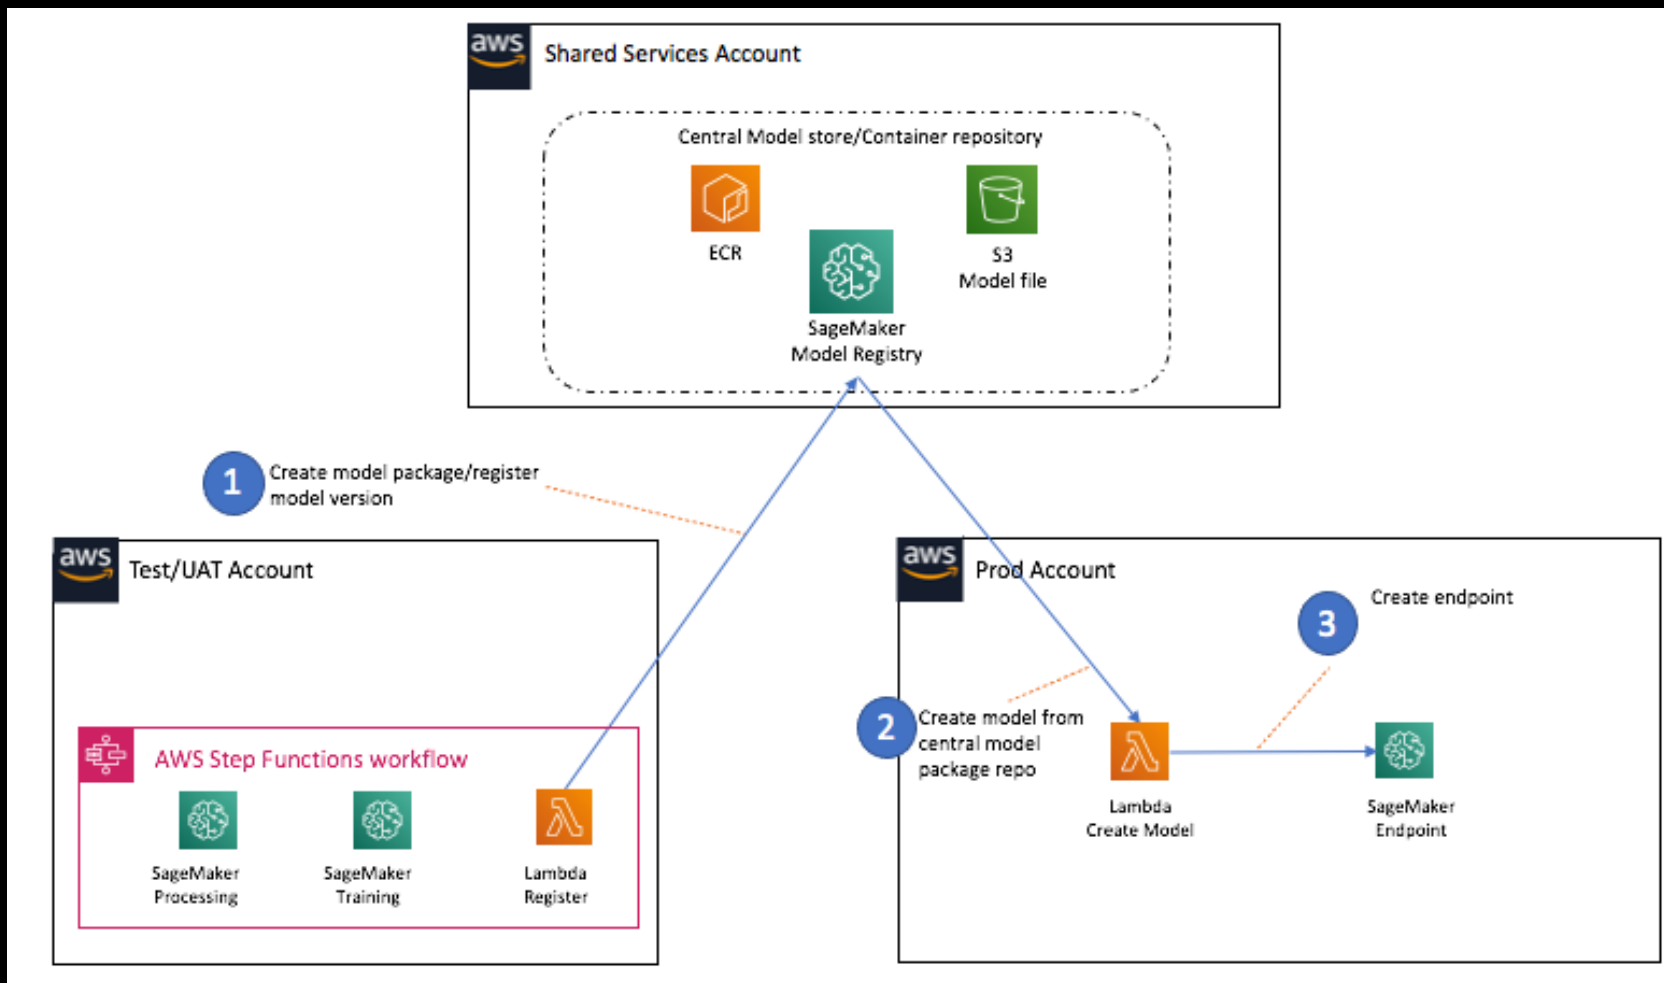 aws
Shared Services Account
Central Model store/Container repository
ECR
S3
Model file
SageMaker
Model Registry
1
Create model package/register
model version
aws
Test/UAT Account
AWS Step Functions workflow
SageMaker
Processing
SageMaker
Training
Lambda
Register
aws
Prod Account
3
Create endpoint
2
Create model from
central model
package repo
Lambda
Create Model
SageMaker
Endpoint